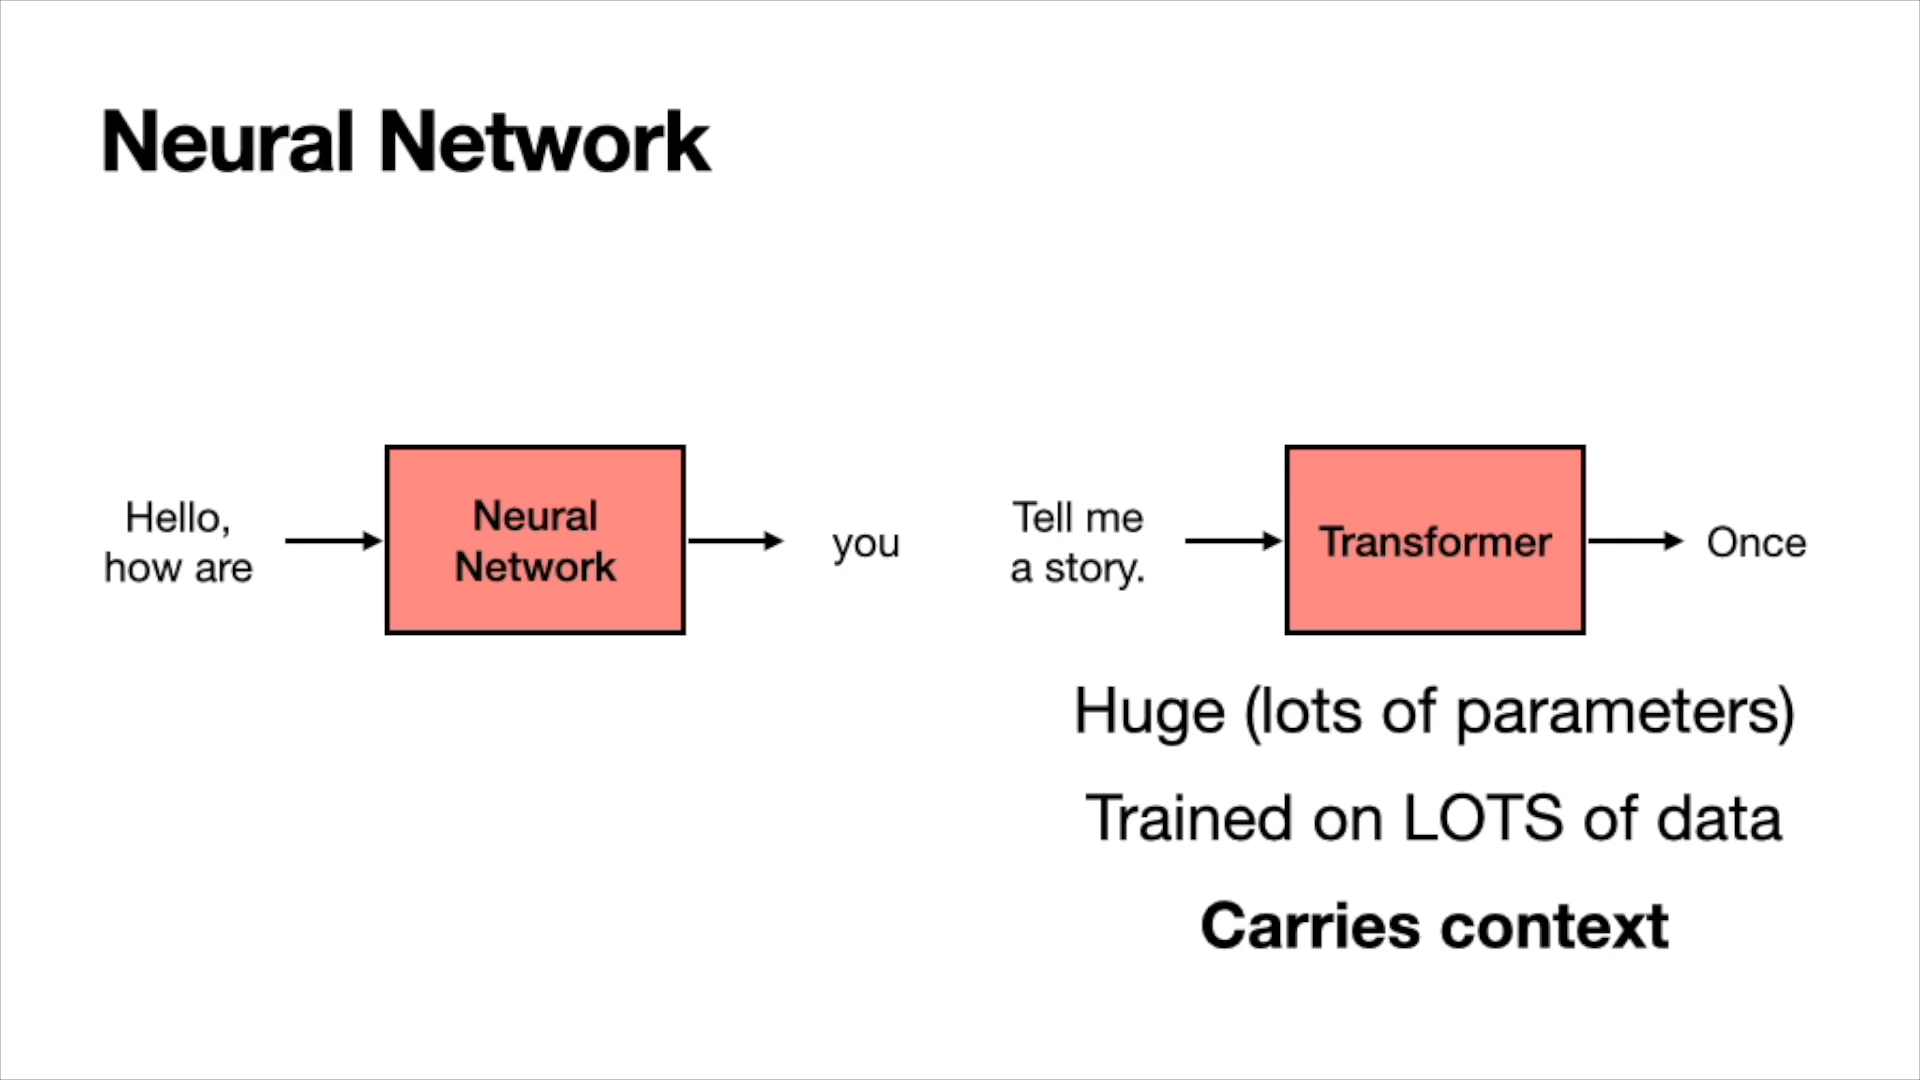 Neural Network
Hello,
how are
Neural
Network
you
Tell me
a story.
Transformer
Once
Huge (lots of parameters)
Trained on LOTS of data
Carries context